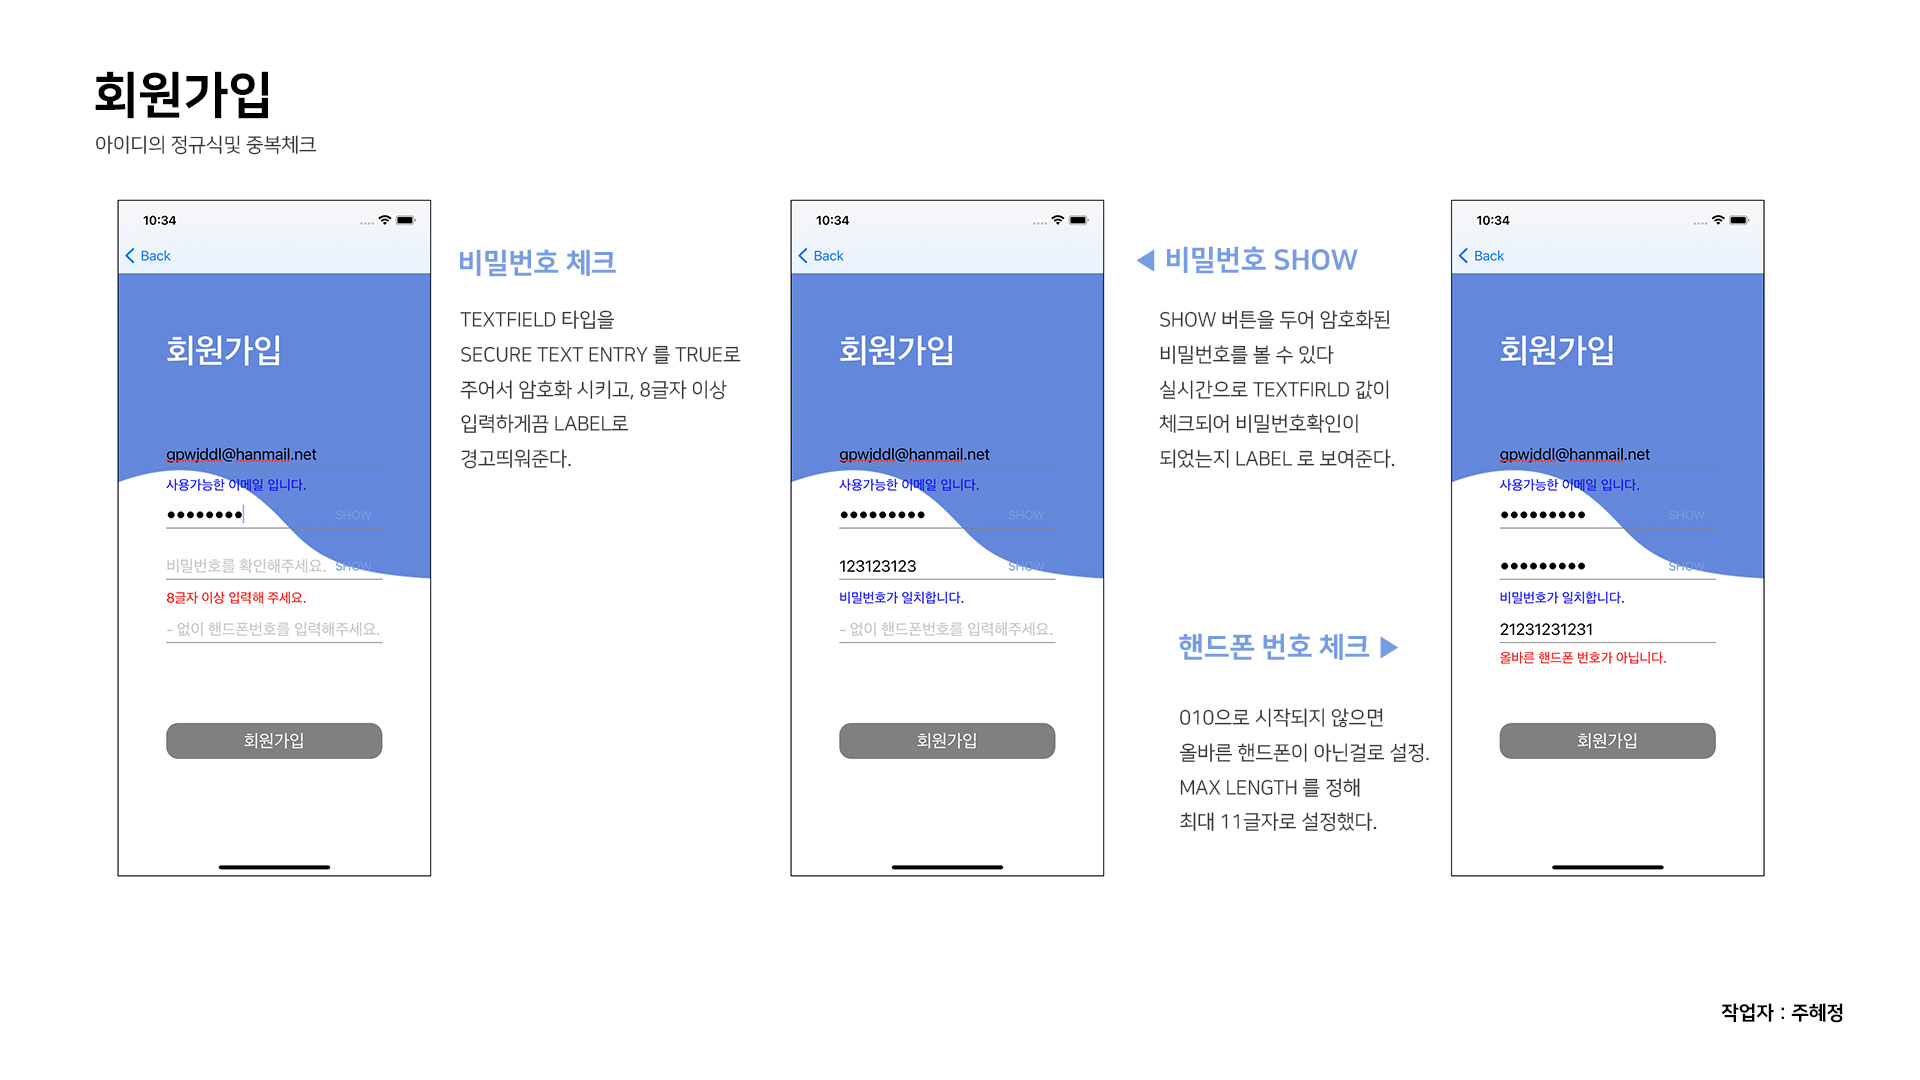 회원가입
아이디의 정규식및 중복체크
10:34
Back
회원가입
gpwjddl@hanmail.net
사용가능한 이메일 입니다.
●●●●●●●● SHOW
비밀번호를 확인해주세요. SHOW
8글자 이상 입력해 주세요.
- 없이 핸드폰번호를 입력해주세요.
회원가입
비밀번호 체크
TEXTFIELD 타입을
SECURE TEXT ENTRY 를 TRUE로
주어서 암호화 시키고, 8글자 이상
입력하게끔 LABEL로
경고띄워준다.
10:34
Back
회원가입
gpwjddl@hanmail.net
사용가능한 이메일 입니다.
●●●●●●●●● SHOW
123123123 SHOW
비밀번호가 일치합니다.
- 없이 핸드폰번호를 입력해주세요.
회원가입
◀ 비밀번호 SHOW
SHOW 버튼을 두어 암호화된
비밀번호를 볼 수 있다
실시간으로 TEXTFIRLD 값이
체크되어 비밀번호확인이
되었는지 LABEL 로 보여준다.
핸드폰 번호 체크 ▶
010으로 시작되지 않으면
올바른 핸드폰이 아닌걸로 설정.
MAX LENGTH 를 정해
최대 11글자로 설정했다.
10:34
Back
회원가입
gpwjddl@hanmail.net
사용가능한 이메일 입니다.
●●●●●●●●● SHOW
●●●●●●●●● SHOW
비밀번호가 일치합니다.
21231231231
올바른 핸드폰 번호가 아닙니다.
회원가입
작업자 : 주혜정